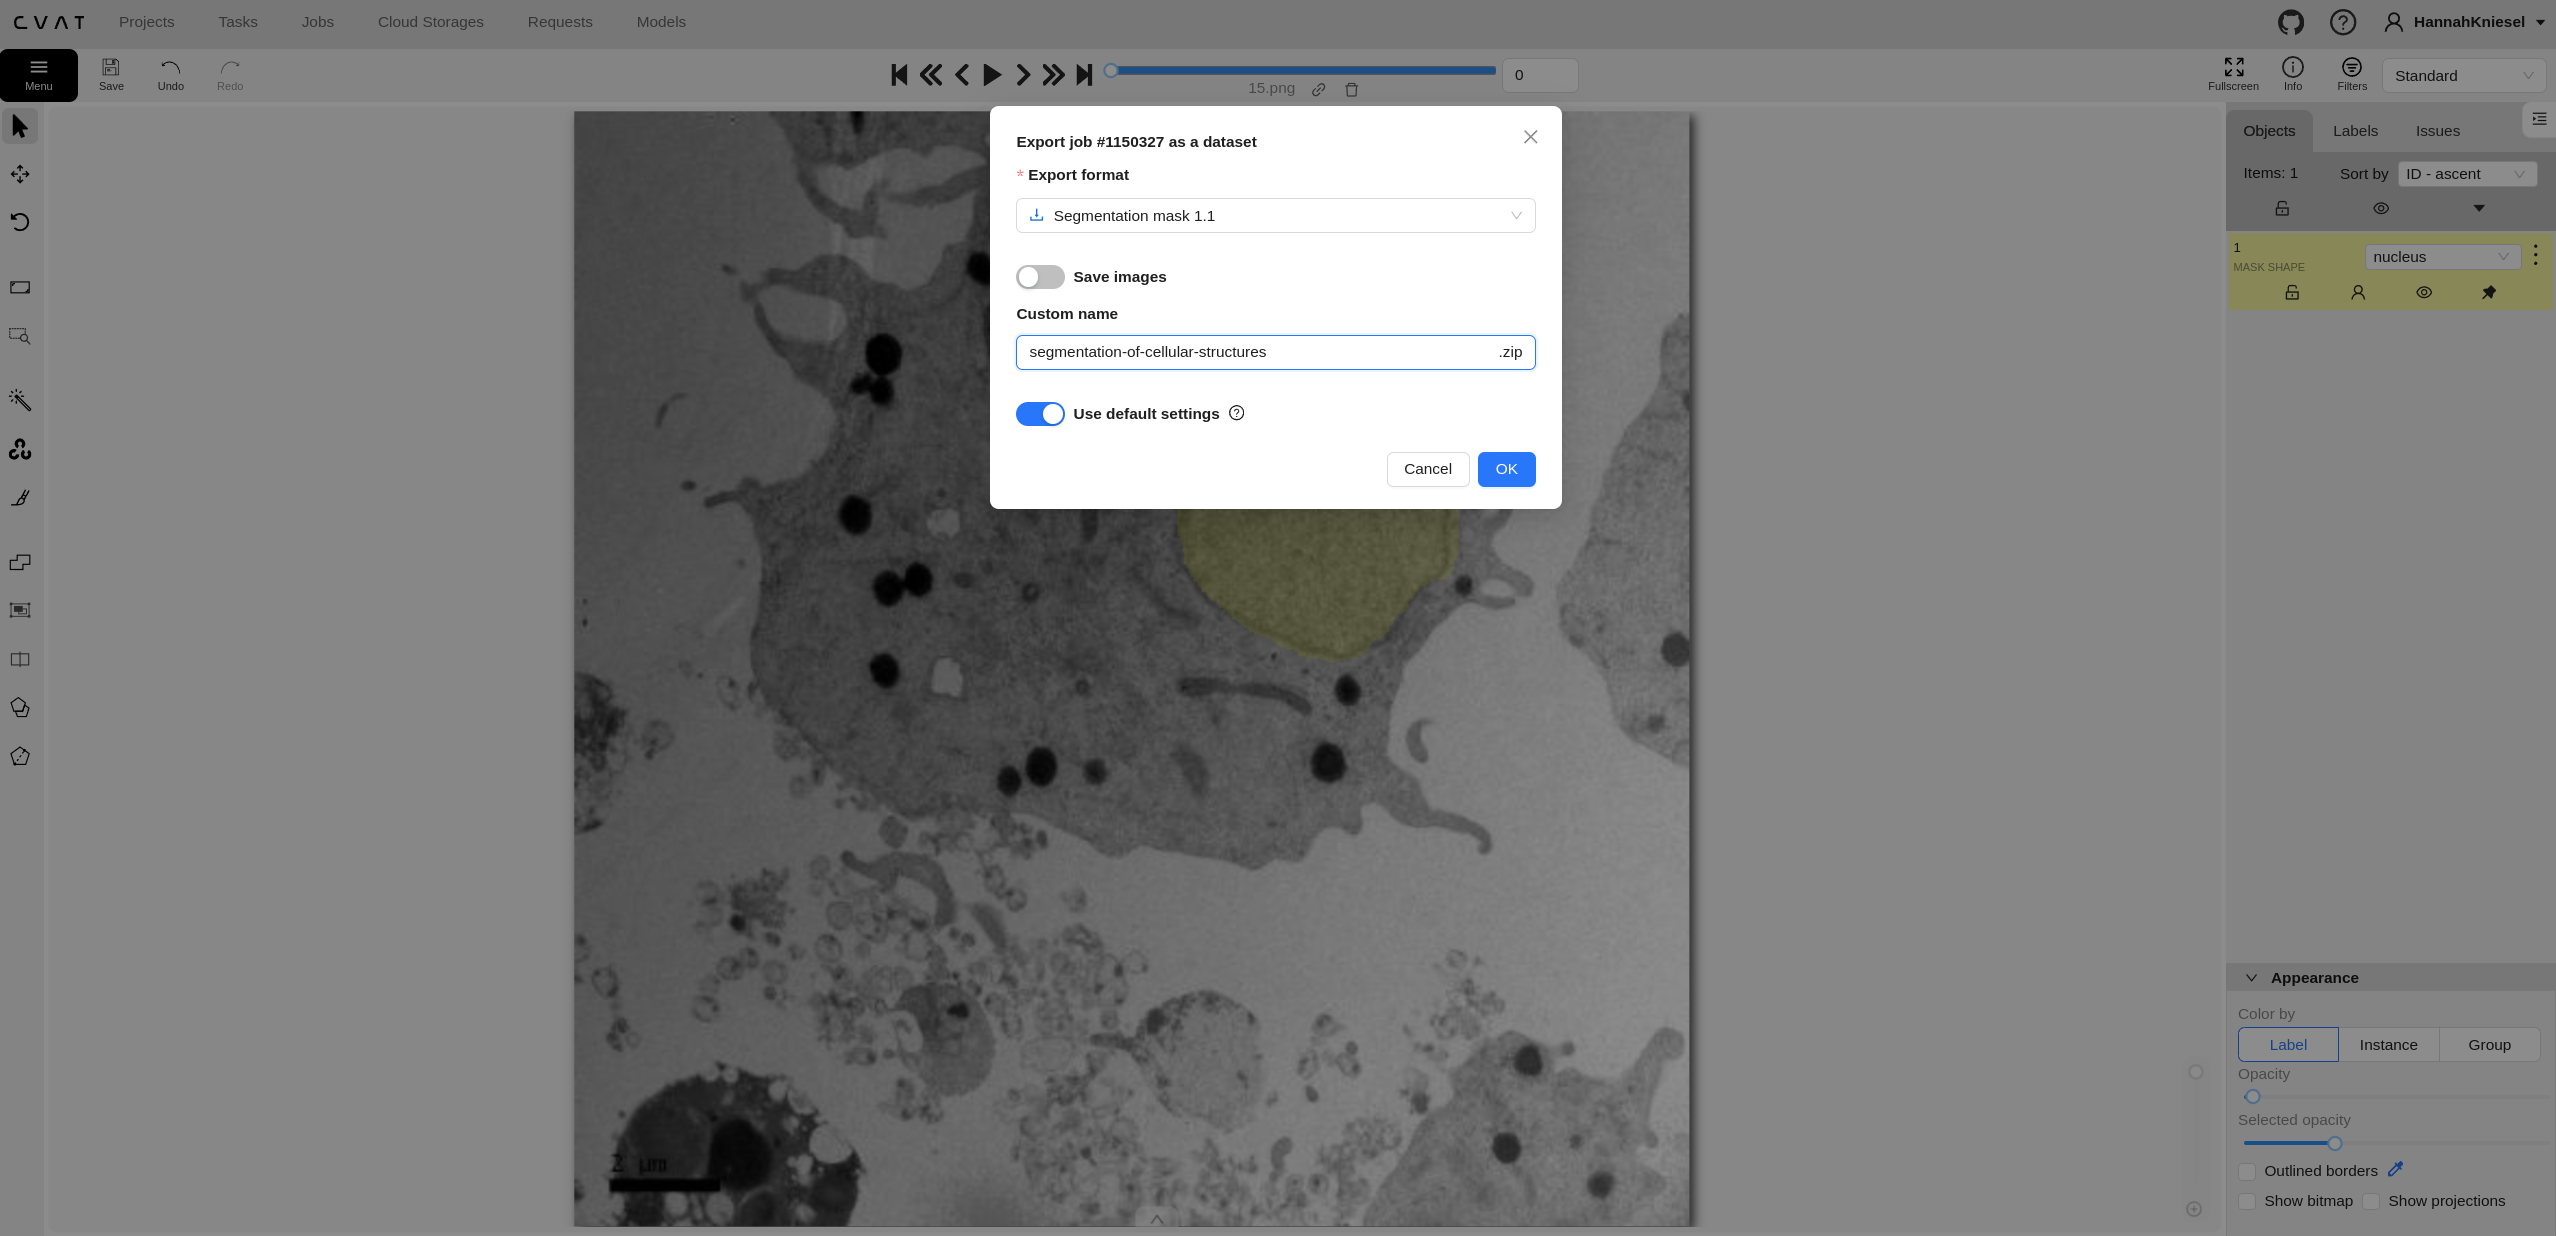 CVAT Projects Tasks Jobs Cloud Storages Requests Models HannahKniesel
Menu Save Undo Redo 0 Fullscreen Info Filters Standard
15.png
Export job #1150327 as a dataset
* Export format
Segmentation mask 1.1
Save images
Custom name
segmentation-of-cellular-structures .zip
Use default settings
Cancel OK
2 µm
Objects Labels Issues
Items: 1 Sort by ID - ascent
1 nucleus
MASK SHAPE
Appearance
Color by
Label Instance Group
Opacity
Selected opacity
Outlined borders
Show bitmap Show projections